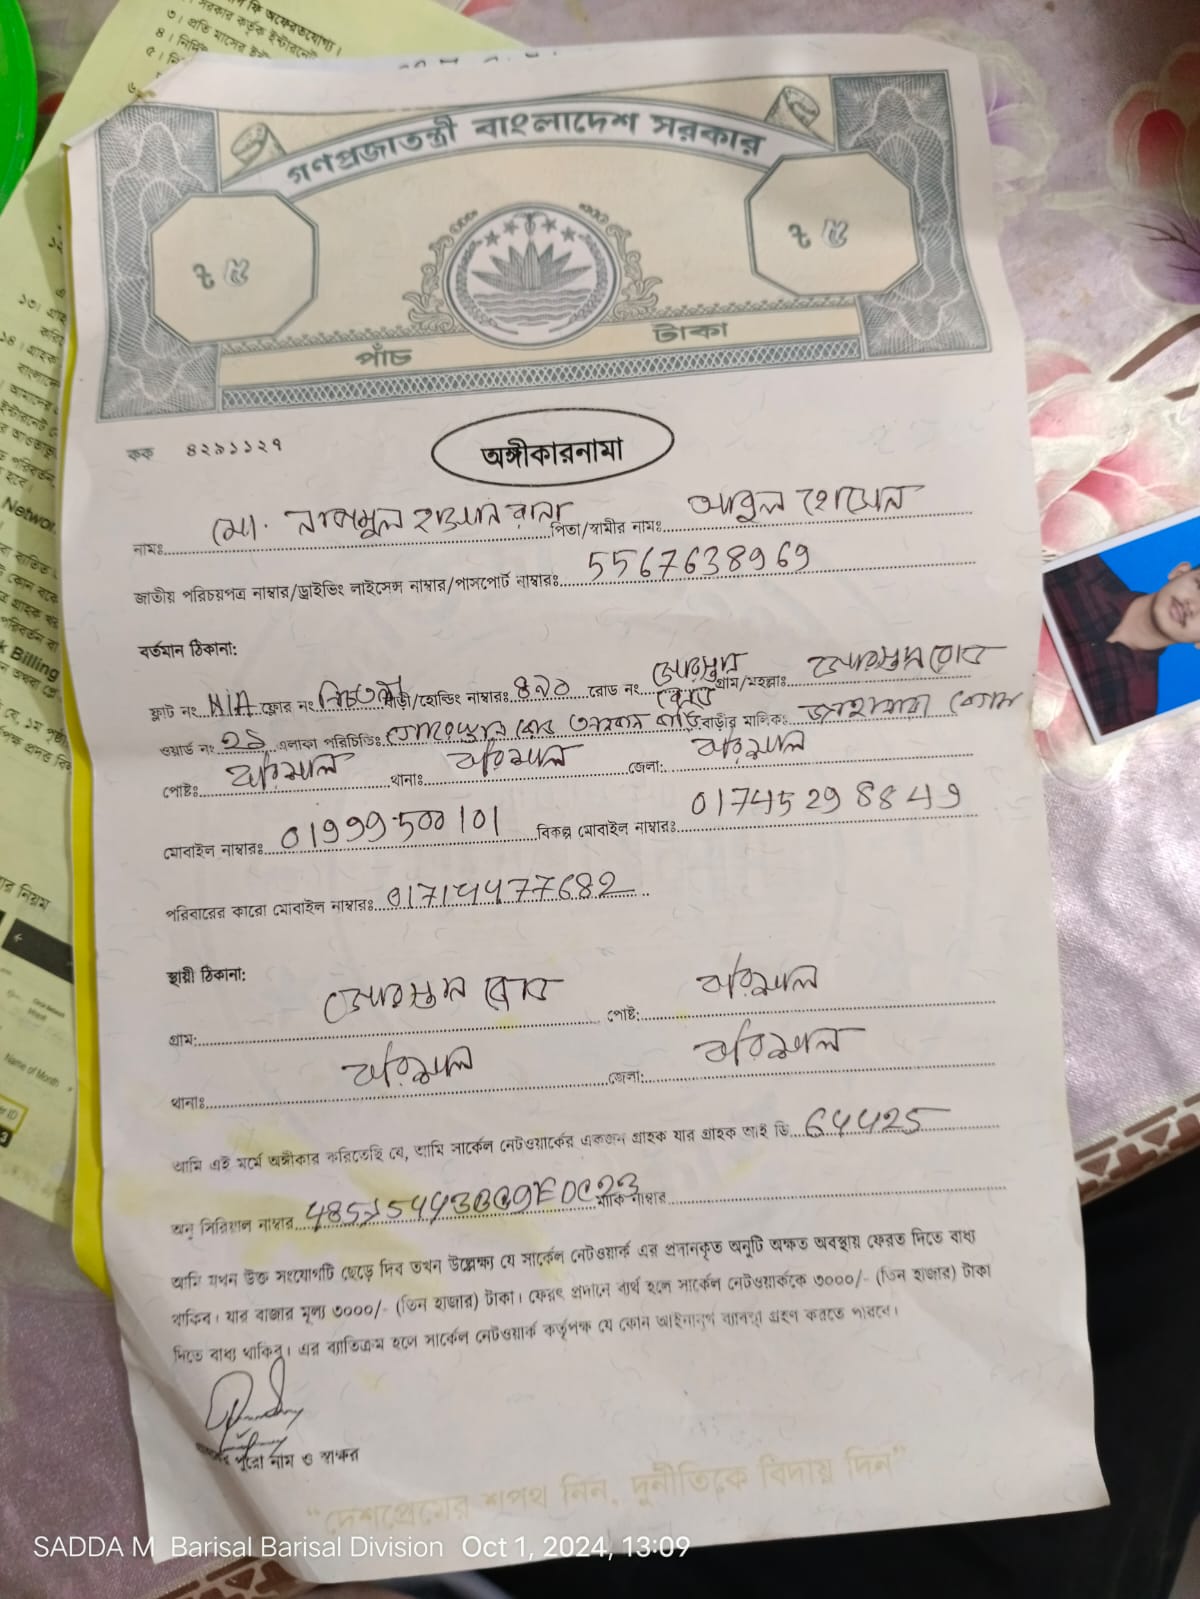 গণপ্রজাতন্ত্রী বাংলাদেশ সরকার
৳ ৫ ৳ ৫
পাঁচ টাকা
কক ৪২৯১১২৭
অঙ্গীকারনামা
নামঃ মো. নাজমুল হাসান রানা পিতা/স্বামীর নামঃ আবুল হোসেন
জাতীয় পরিচয়পত্র নাম্বার/ড্রাইভিং লাইসেন্স নাম্বার/পাসপোর্ট নাম্বারঃ 5567638969
বর্তমান ঠিকানা:
ফ্লাট নং N/A ফ্লোর নং নিচতলা বাড়ী/হোল্ডিং নাম্বারঃ রোড নং গ্রাম/মহল্লাঃ
ওয়ার্ড নং এলাকা পরিচিতিঃ বাড়ীর মালিকঃ
পোষ্টঃ বরিশাল থানাঃ বরিশাল জেলা: বরিশাল
মোবাইল নাম্বারঃ 01999500101 বিকল্প মোবাইল নাম্বারঃ 01745298849
পরিবারের কারো মোবাইল নাম্বারঃ 01714477682
স্থায়ী ঠিকানা:
গ্রাম: পোষ্ট: বরিশাল
থানাঃ বরিশাল জেলা: বরিশাল
আমি এই মর্মে অঙ্গীকার করিতেছি যে, আমি সার্কেল নেটওয়ার্কের একজন গ্রাহক যার গ্রাহক আই ডি 64425
অনু সিরিয়াল নাম্বার ম্যাক নাম্বার
আমি যখন উক্ত সংযোগটি ছেড়ে দিব তখন উল্লেখ্য যে সার্কেল নেটওয়ার্ক এর প্রদানকৃত অনুটি অক্ষত অবস্থায় ফেরত দিতে বাধ্য
থাকিব। যার বাজার মূল্য ৩০০০/- (তিন হাজার) টাকা। ফেরৎ প্রদানে ব্যর্থ হলে সার্কেল নেটওয়ার্ককে ৩০০০/- (তিন হাজার) টাকা
দিতে বাধ্য থাকিব। এর ব্যাতিক্রম হলে সার্কেল নেটওয়ার্ক কর্তৃপক্ষ যে কোন আইনানুগ ব্যাবস্থা গ্রহণ করতে পারবে।
পুরো নাম ও স্বাক্ষর
"দেশপ্রেমের শপথ নিন, দুর্নীতিকে বিদায় দিন"
SADDA M Barisal Barisal Division Oct 1, 2024, 13:09